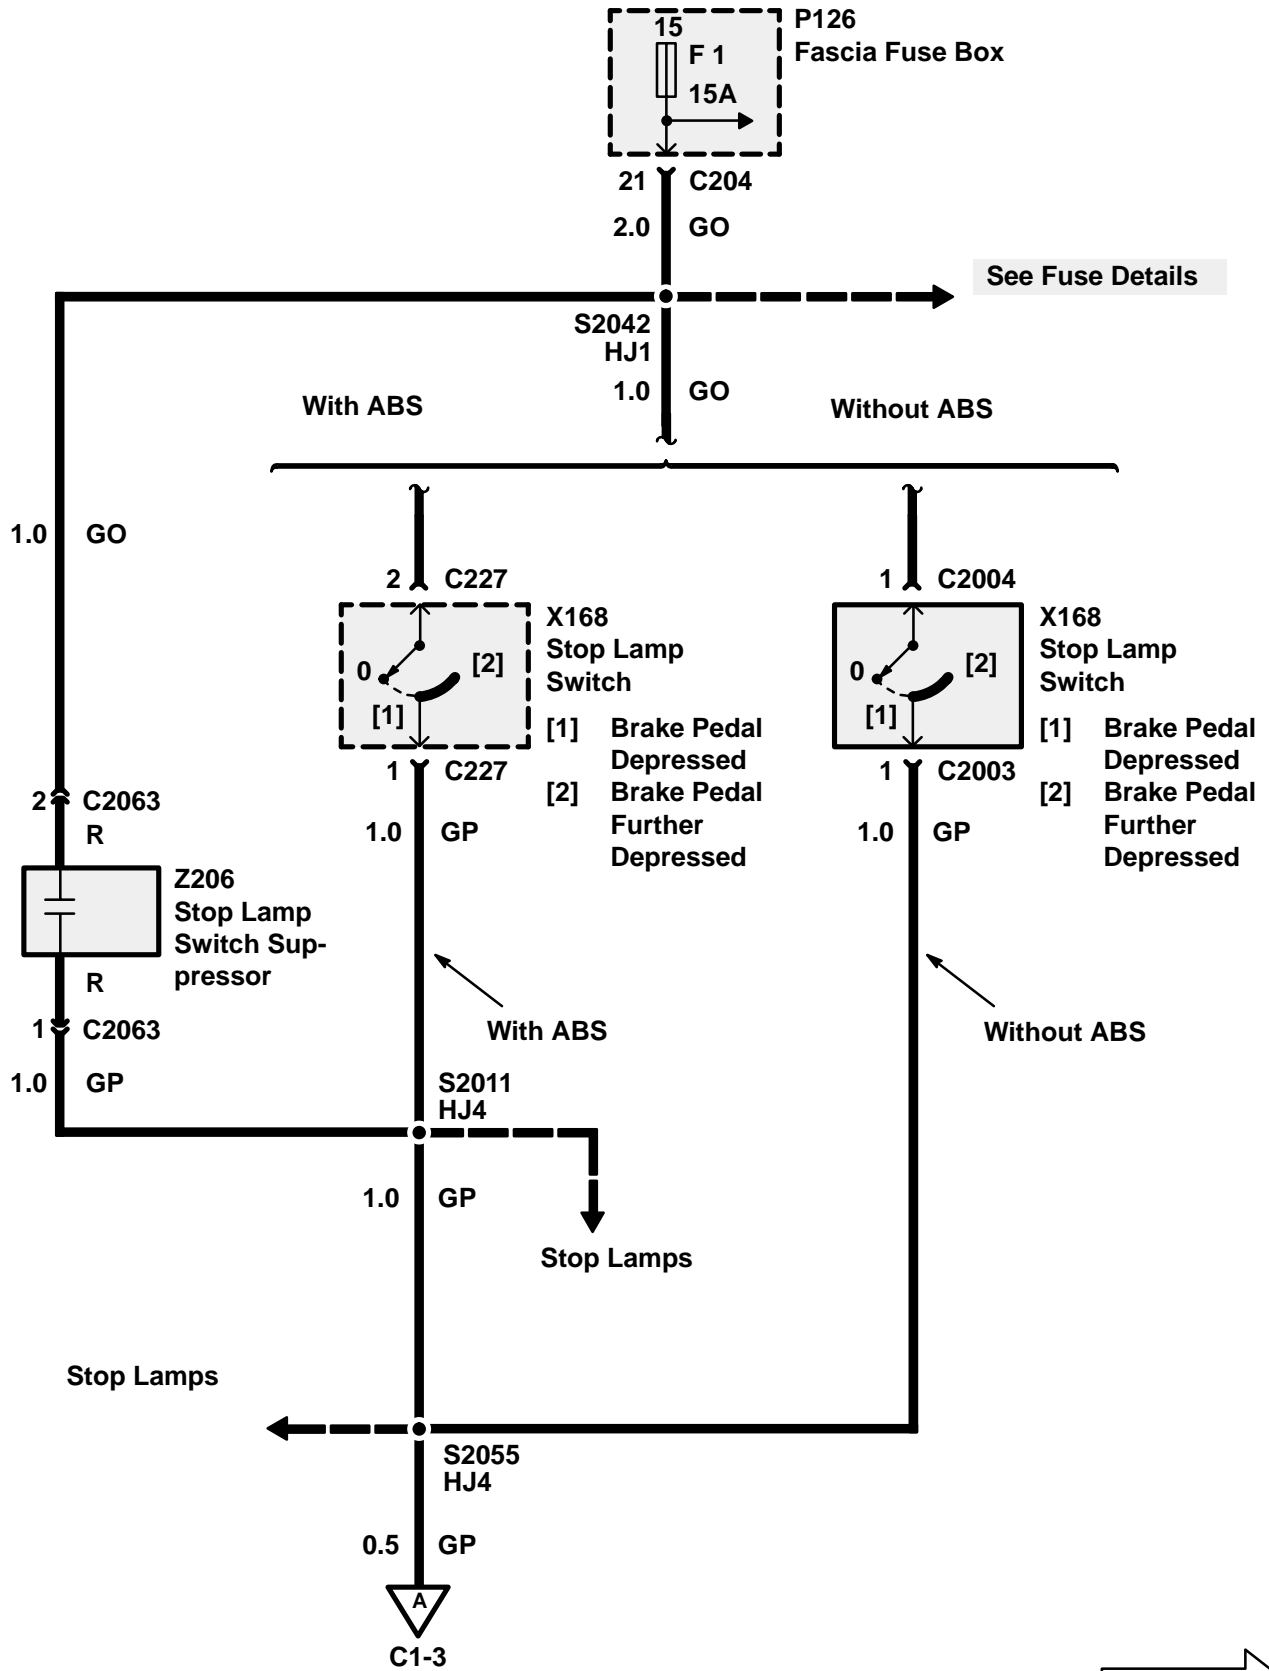 P126
Fascia Fuse Box
15
F 1
15A
21 C204
2.0 GO
See Fuse Details
S2042
HJ1
1.0 GO
With ABS
Without ABS
1.0 GO
2 C227
1 C2004
X168
Stop Lamp
Switch
0
[2]
[1]
[1] Brake Pedal
Depressed
[2] Brake Pedal
Further
Depressed
X168
Stop Lamp
Switch
0
[2]
[1]
[1] Brake Pedal
Depressed
[2] Brake Pedal
Further
Depressed
1 C227
1 C2003
1.0 GP
1.0 GP
2 C2063
R
Z206
Stop Lamp
Switch Sup-
pressor
R
1 C2063
1.0 GP
With ABS
Without ABS
S2011
HJ4
1.0 GP
Stop Lamps
Stop Lamps
S2055
HJ4
0.5 GP
A
C1-3